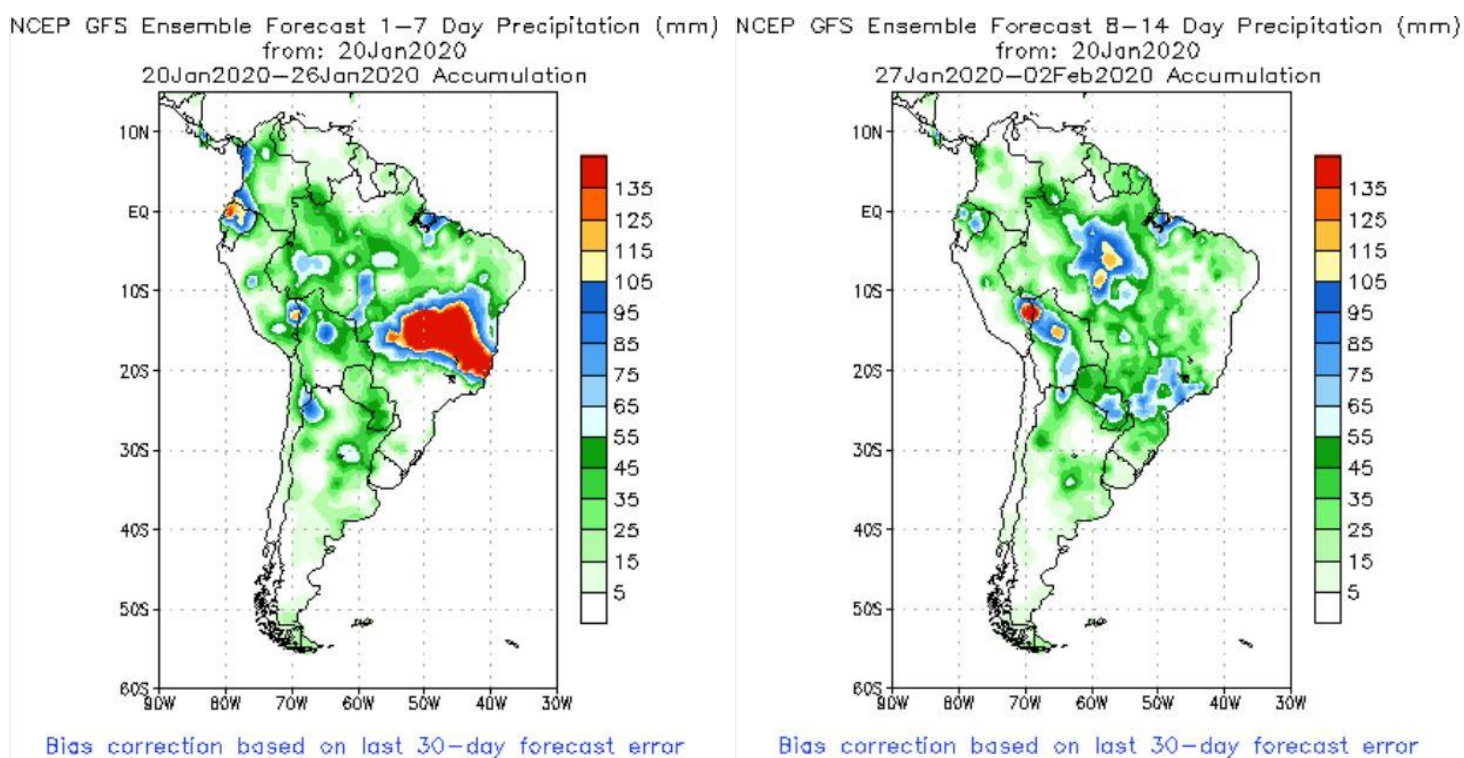 NCEP GFS Ensemble Forecast 1-7 Day Precipitation (mm)
from: 20Jan2020
20Jan2020-26Jan2020 Accumulation
10N
EQ
10S
20S
30S
40S
50S
60S
90W 80W 70W 60W 50W 40W 30W
135
125
115
105
95
85
75
65
55
45
35
25
15
5
Bias correction based on last 30-day forecast error
NCEP GFS Ensemble Forecast 8-14 Day Precipitation (mm)
from: 20Jan2020
27Jan2020-02Feb2020 Accumulation
10N
EQ
10S
20S
30S
40S
50S
60S
90W 80W 70W 60W 50W 40W 30W
135
125
115
105
95
85
75
65
55
45
35
25
15
5
Bias correction based on last 30-day forecast error